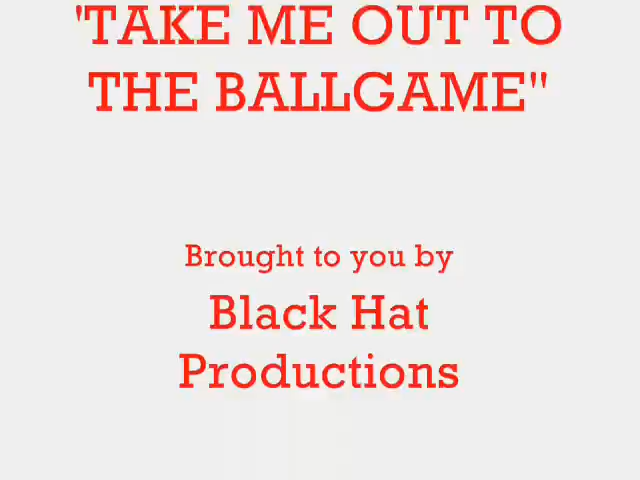 'TAKE ME OUT TO
THE BALLGAME"
Brought to you by
Black Hat
Productions